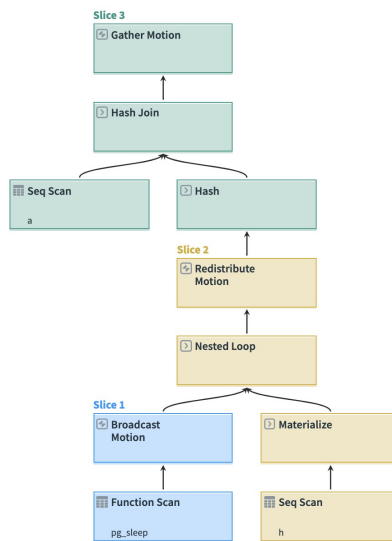 Slice 3
Gather Motion
Hash Join
Seq Scan
a
Hash
Slice 2
Redistribute
Motion
Nested Loop
Slice 1
Broadcast
Motion
Materialize
Function Scan
pg_sleep
Seq Scan
h